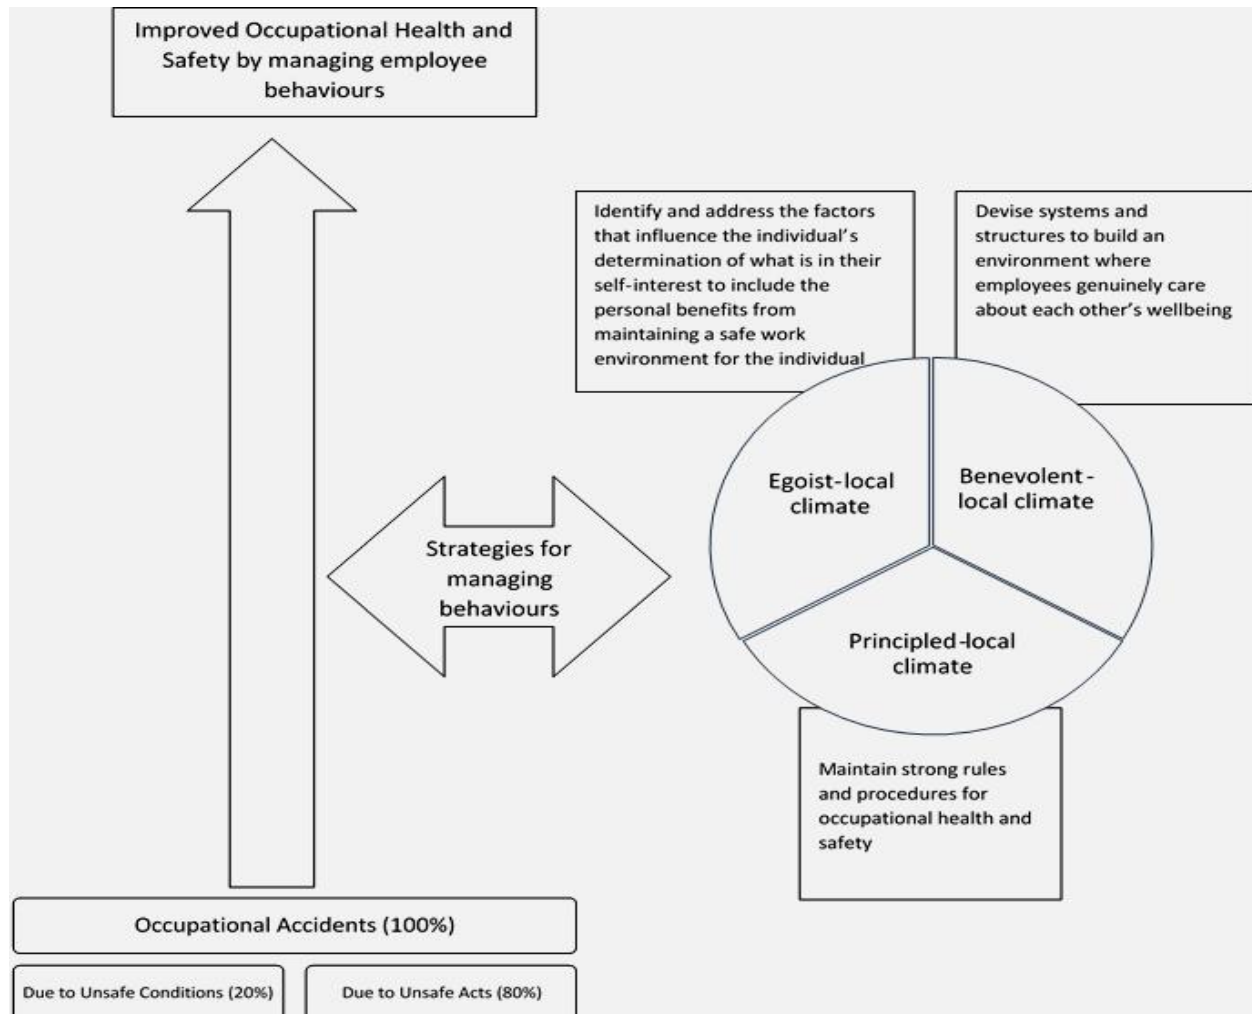 Improved Occupational Health and
Safety by managing employee
behaviours
Identify and address the factors
that influence the individual's
determination of what is in their
self-interest to include the
personal benefits from
maintaining a safe work
environment for the individual
Devise systems and
structures to build an
environment where
employees genuinely care
about each other's wellbeing
Egoist-local
climate
Benevolent-
local climate
Strategies for
managing
behaviours
Principled-local
climate
Maintain strong rules
and procedures for
occupational health and
safety
Occupational Accidents (100%)
Due to Unsafe Conditions (20%)
Due to Unsafe Acts (80%)